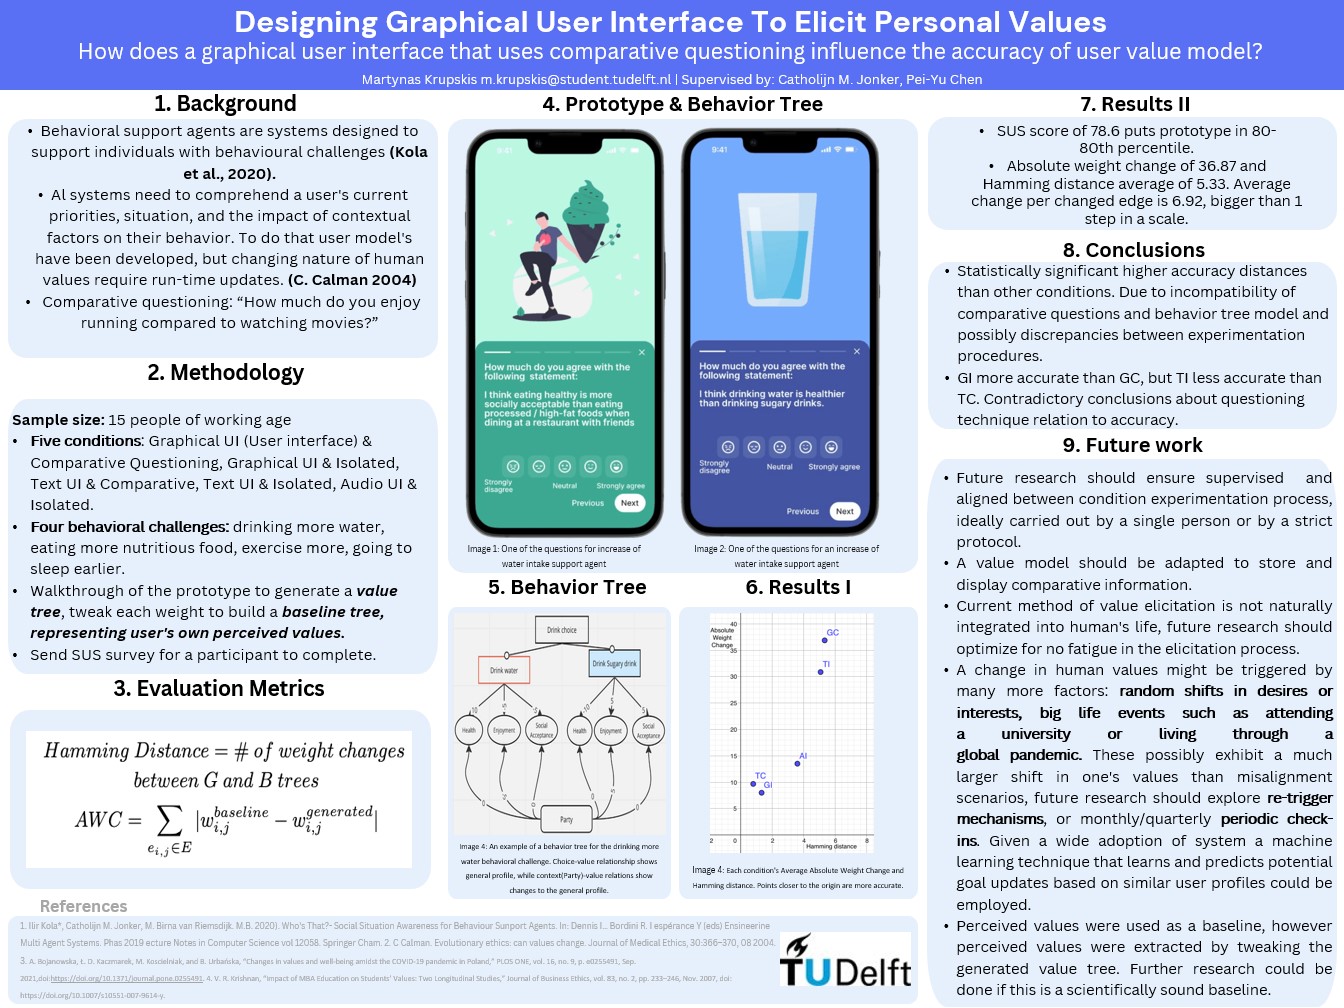 Designing Graphical User Interface To Elicit Personal Values
How does a graphical user interface that uses comparative questioning influence the accuracy of user value model?
Martynas Krupskis m.krupskis@student.tudelft.nl | Supervised by: Catholijn M. Jonker, Pei-Yu Chen
1. Background
• Behavioral support agents are systems designed to
support individuals with behavioural challenges (Kola
et al., 2020).
• AI systems need to comprehend a user's current
priorities, situation, and the impact of contextual
factors on their behavior. To do that user model's
have been developed, but changing nature of human
values require run-time updates. (C. Calman 2004)
• Comparative questioning: “How much do you enjoy
running compared to watching movies?”
2. Methodology
Sample size: 15 people of working age
• Five conditions: Graphical UI (User interface) &
Comparative Questioning, Graphical UI & Isolated,
Text UI & Comparative, Text UI & Isolated, Audio UI &
Isolated.
• Four behavioral challenges: drinking more water,
eating more nutritious food, exercise more, going to
sleep earlier.
• Walkthrough of the prototype to generate a value
tree, tweak each weight to build a baseline tree,
representing user's own perceived values.
• Send SUS survey for a participant to complete.
3. Evaluation Metrics
Hamming Distance = # of weight changes
between G and B trees
AWC = ∑ e_{i,j}∈E |w_{i,j}^{baseline} − w_{i,j}^{generated}|
4. Prototype & Behavior Tree
9:41
How much do you agree with the
following statement:
I think eating healthy is more
socially acceptable than eating
processed / high-fat foods when
dining at a restaurant with friends
Strongly
disagree
Neutral
Strongly agree
Previous
Next
9:41
How much do you agree with the
following statement:
I think drinking water is healthier
than drinking sugary drinks.
Strongly
disagree
Neutral
Strongly agree
Previous
Next
Image 1: One of the questions for increase of
water intake support agent
Image 2: One of the questions for an increase of
water intake support agent
5. Behavior Tree
Drink choice
Drink water
Drink Sugary drink
10
5
-5
-10
5
5
Health
Enjoyment
Social
Acceptance
Health
Enjoyment
Social
Acceptance
0
0
0
0
0
Party
Image 4: An example of a behavior tree for the drinking more
water behavioral challenge. Choice-value relationship shows
general profile, while context(Party)-value relations show
changes to the general profile.
6. Results I
Absolute
Weight
Change
40
35
30
25
20
15
10
5
GC
TI
AI
TC
GI
2
0
2
4
6
8
Hamming distance
Image 4: Each condition's Average Absolute Weight Change and
Hamming distance. Points closer to the origin are more accurate.
7. Results II
• SUS score of 78.6 puts prototype in 80-
80th percentile.
• Absolute weight change of 36.87 and
Hamming distance average of 5.33. Average
change per changed edge is 6.92, bigger than 1
step in a scale.
8. Conclusions
• Statistically significant higher accuracy distances
than other conditions. Due to incompatibility of
comparative questions and behavior tree model and
possibly discrepancies between experimentation
procedures.
• GI more accurate than GC, but TI less accurate than
TC. Contradictory conclusions about questioning
technique relation to accuracy.
9. Future work
• Future research should ensure supervised and
aligned between condition experimentation process,
ideally carried out by a single person or by a strict
protocol.
• A value model should be adapted to store and
display comparative information.
• Current method of value elicitation is not naturally
integrated into human's life, future research should
optimize for no fatigue in the elicitation process.
• A change in human values might be triggered by
many more factors: random shifts in desires or
interests, big life events such as attending
a university or living through a
global pandemic. These possibly exhibit a much
larger shift in one's values than misalignment
scenarios, future research should explore re-trigger
mechanisms, or monthly/quarterly periodic check-
ins. Given a wide adoption of system a machine
learning technique that learns and predicts potential
goal updates based on similar user profiles could be
employed.
• Perceived values were used as a baseline, however
perceived values were extracted by tweaking the
generated value tree. Further research could be
done if this is a scientifically sound baseline.
References
1. Ilir Kola*, Catholijn M. Jonker, M. Birna van Riemsdijk. M.B. 2020). Who's That?- Social Situation Awareness for Behaviour Sunport Agents. In: Dennis I... Bordini R. I espérance Y (eds) Ensineering
Multi Agent Systems. Phas 2019 ecture Notes in Computer Science vol 12058. Springer Cham. 2. C Calman. Evolutionary ethics: can values change. Journal of Medical Ethics, 30:366–370, 08 2004.
3. A. Bojanowska, Ł. D. Kaczmarek, M. Koscielniak, and B. Urbańska, “Changes in values and well-being amidst the COVID-19 pandemic in Poland,” PLOS ONE, vol. 16, no. 9, p. e0255491, Sep.
2021,doi:https://doi.org/10.1371/journal.pone.0255491. 4. V. R. Krishnan, “Impact of MBA Education on Students' Values: Two Longitudinal Studies,” Journal of Business Ethics, vol. 83, no. 2, pp. 233–246, Nov. 2007, doi:
https://doi.org/10.1007/s10551-007-9614-y.
TUDelft